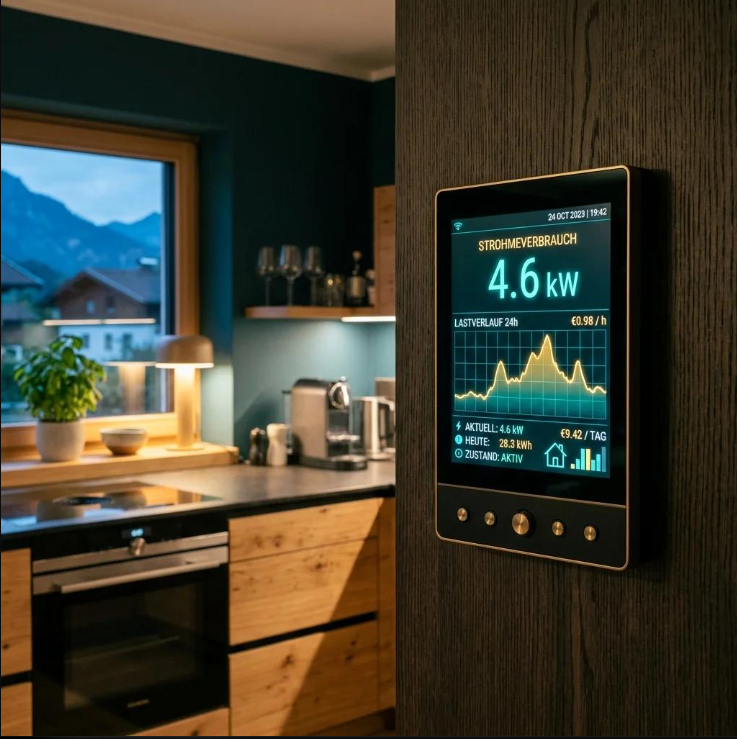 24 OCT 2023 | 19:42
STROHMEVERBRAUCH
4.6 kW
LASTVERLAUF 24h €0.98 / h
AKTUELL: 4.6 kW
€9.42 / TAG
HEUTE: 28.3 kWh
ZUSTAND: AKTIV